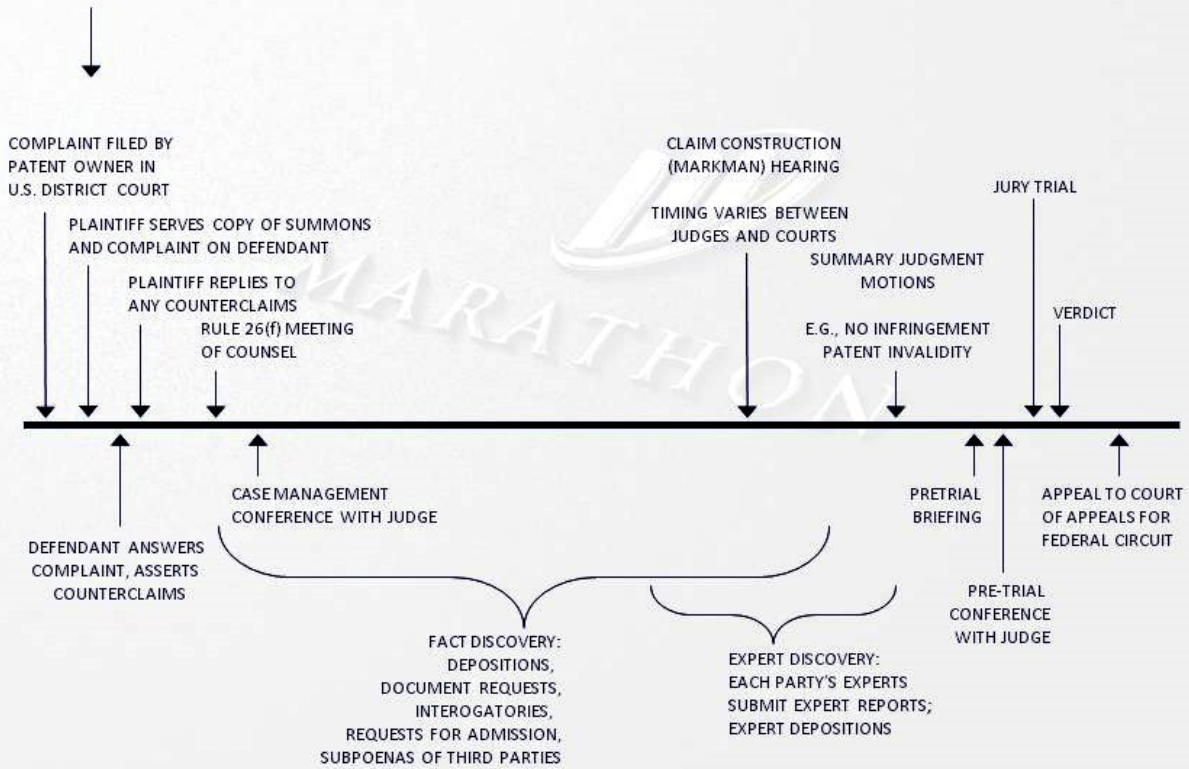 COMPLAINT FILED BY
PATENT OWNER IN
U.S. DISTRICT COURT
PLAINTIFF SERVES COPY OF SUMMONS
AND COMPLAINT ON DEFENDANT
PLAINTIFF REPLIES TO
ANY COUNTERCLAIMS
RULE 26(f) MEETING
OF COUNSEL
CLAIM CONSTRUCTION
(MARKMAN) HEARING
TIMING VARIES BETWEEN
JUDGES AND COURTS
SUMMARY JUDGMENT
MOTIONS
E.G., NO INFRINGEMENT
PATENT INVALIDITY
JURY TRIAL
VERDICT
MARATHON
DEFENDANT ANSWERS
COMPLAINT, ASSERTS
COUNTERCLAIMS
CASE MANAGEMENT
CONFERENCE WITH JUDGE
FACT DISCOVERY:
DEPOSITIONS,
DOCUMENT REQUESTS,
INTEROGATORIES,
REQUESTS FOR ADMISSION,
SUBPOENAS OF THIRD PARTIES
EXPERT DISCOVERY:
EACH PARTY'S EXPERTS
SUBMIT EXPERT REPORTS;
EXPERT DEPOSITIONS
PRETRIAL
BRIEFING
PRE-TRIAL
CONFERENCE
WITH JUDGE
APPEAL TO COURT
OF APPEALS FOR
FEDERAL CIRCUIT